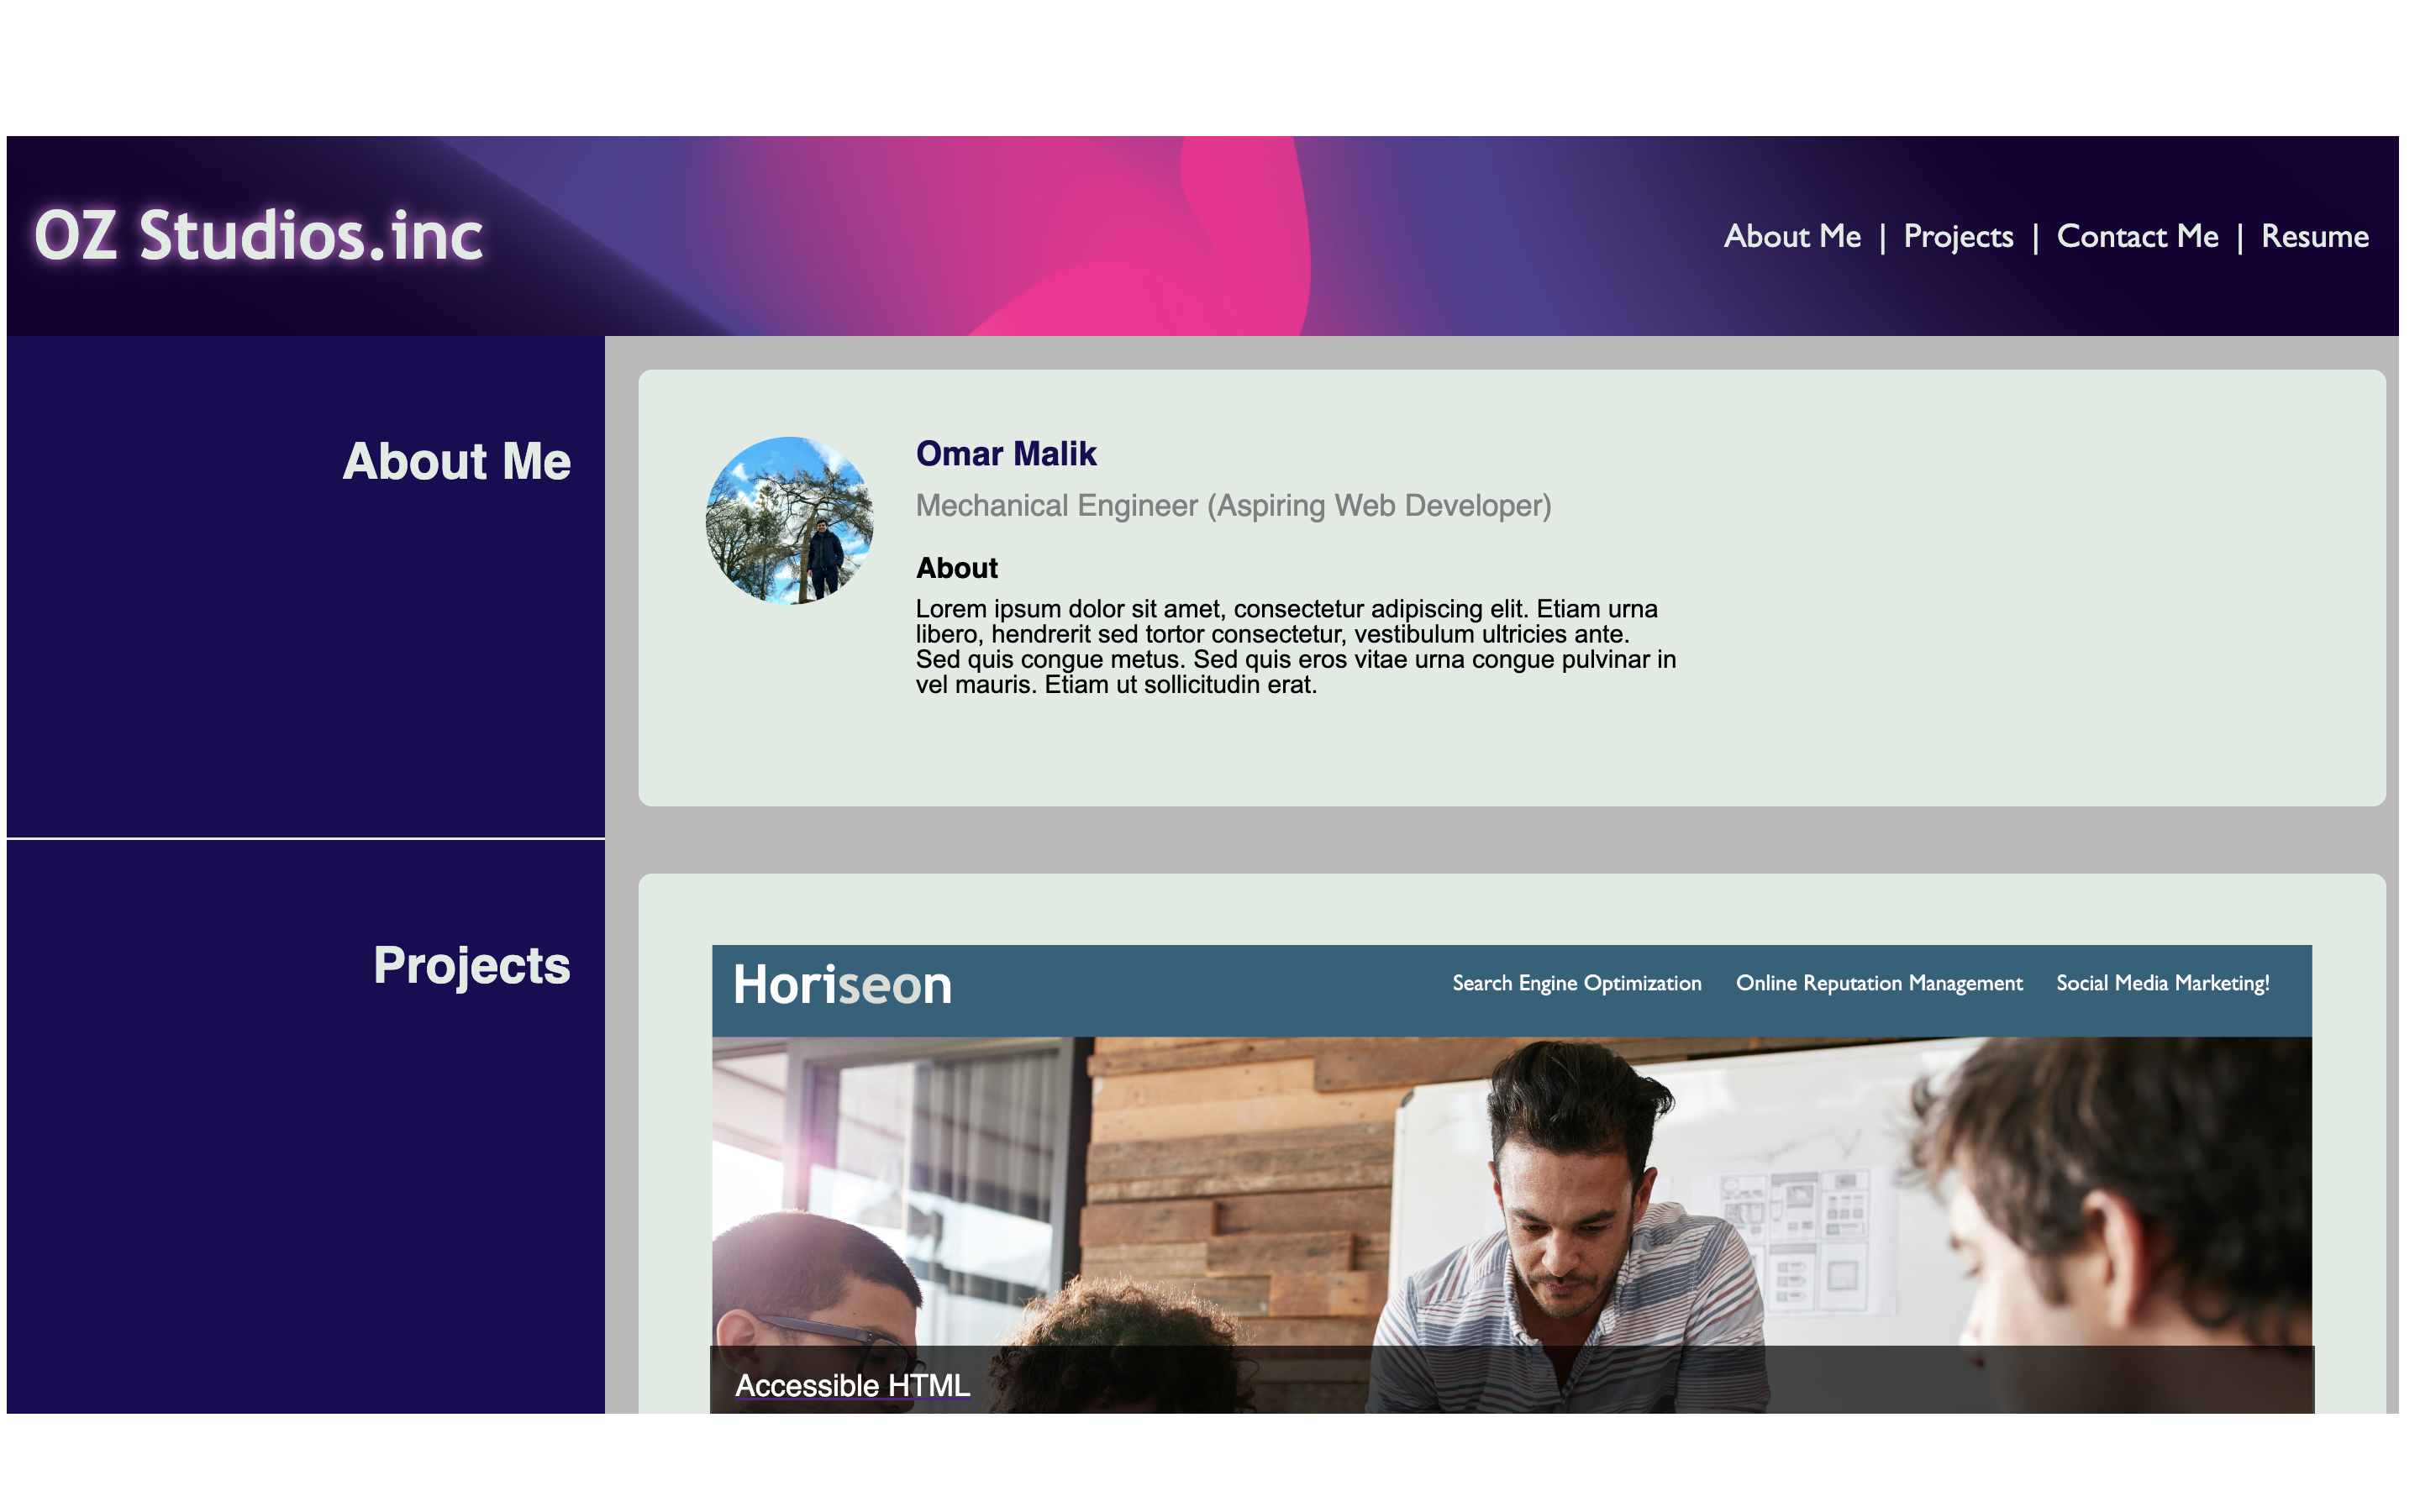 OZ Studios.inc
About Me | Projects | Contact Me | Resume
About Me
Omar Malik
Mechanical Engineer (Aspiring Web Developer)
About
Lorem ipsum dolor sit amet, consectetur adipiscing elit. Etiam urna
libero, hendrerit sed tortor consectetur, vestibulum ultricies ante.
Sed quis congue metus. Sed quis eros vitae urna congue pulvinar in
vel mauris. Etiam ut sollicitudin erat.
Projects
Horiseon
Search Engine Optimization Online Reputation Management Social Media Marketing!
Accessible HTML